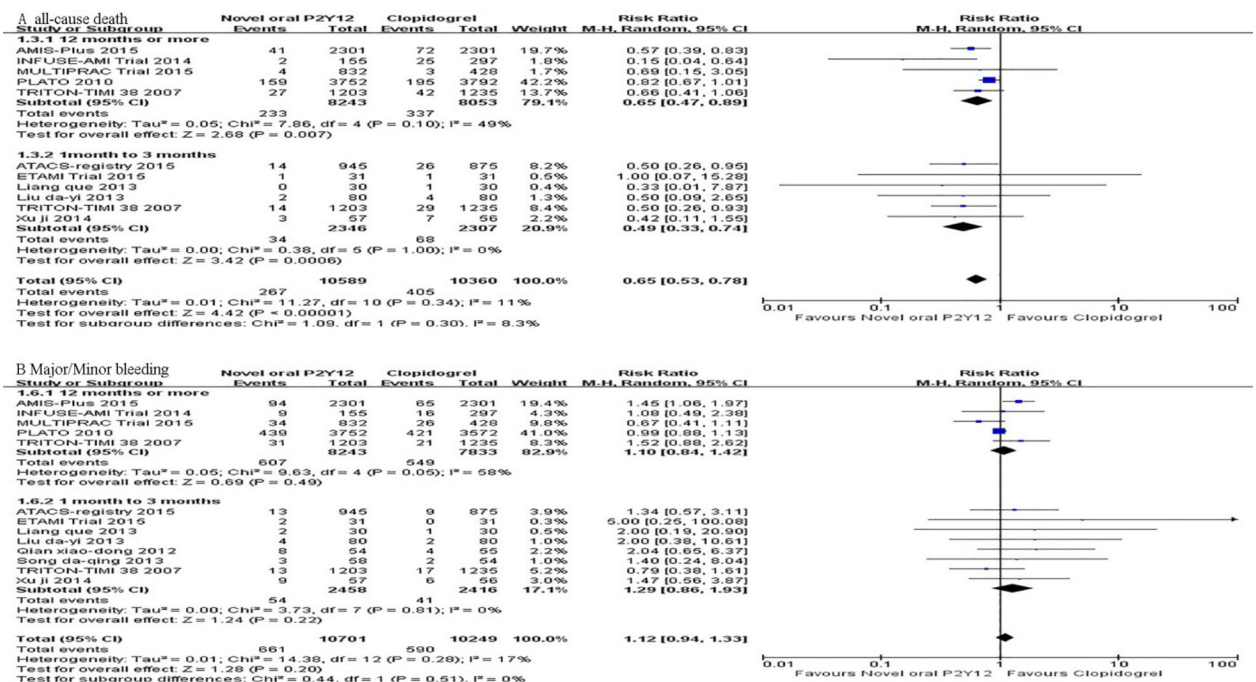 A all-cause death
Novel oral P2Y12 Clopidogrel Risk Ratio Risk Ratio
Study or Subgroup Events Total Events Total Weight M-H, Random, 95% CI M-H, Random, 95% CI
1.3.1 12 months or more
AMIS-Plus 2015 41 2301 72 2301 19.7% 0.57 [0.39, 0.83]
INFUSE-AMI Trial 2014 2 155 25 297 1.8% 0.15 [0.04, 0.64]
MULTIPRAC Trial 2015 4 832 3 428 1.7% 0.69 [0.15, 3.05]
PLATO 2010 159 3752 195 3792 42.2% 0.82 [0.67, 1.01]
TRITON-TIMI 38 2007 27 1203 42 1235 13.7% 0.66 [0.41, 1.06]
Subtotal (95% CI) 8243 8053 79.1% 0.65 [0.47, 0.89]
Total events 233 337
Heterogeneity: Tau² = 0.05; Chi² = 7.86, df = 4 (P = 0.10); I² = 49%
Test for overall effect: Z = 2.68 (P = 0.007)
1.3.2 1month to 3 months
ATACS-registry 2015 14 945 26 875 8.2% 0.50 [0.26, 0.95]
ETAMI Trial 2015 1 31 1 31 0.5% 1.00 [0.07, 15.28]
Liang que 2013 0 30 1 30 0.4% 0.33 [0.01, 7.87]
Liu da-yi 2013 2 80 4 80 0.9% 0.50 [0.09, 2.65]
TRITON-TIMI 38 2007 14 1203 29 1235 8.4% 0.50 [0.26, 0.93]
Xu ji 2014 3 57 7 56 2.2% 0.42 [0.11, 1.55]
Subtotal (95% CI) 2346 2307 20.9% 0.49 [0.33, 0.74]
Total events 34 68
Heterogeneity: Tau² = 0.00; Chi² = 0.38, df = 5 (P = 1.00); I² = 0%
Test for overall effect: Z = 3.42 (P = 0.0006)
Total (95% CI) 10589 10360 100.0% 0.65 [0.53, 0.78]
Total events 267 405
Heterogeneity: Tau² = 0.01; Chi² = 11.27, df = 10 (P = 0.34); I² = 11%
Test for overall effect: Z = 4.42 (P < 0.00001)
Test for subgroup differences: Chi² = 1.09, df = 1 (P = 0.30), I² = 8.3%
0.01 0.1 1 10 100
Favours Novel oral P2Y12 Favours Clopidogrel
B Major/Minor bleeding
Novel oral P2Y12 Clopidogrel Risk Ratio Risk Ratio
Study or Subgroup Events Total Events Total Weight M-H, Random, 95% CI M-H, Random, 95% CI
1.6.1 12 months or more
AMIS-Plus 2015 94 2301 65 2301 19.4% 1.45 [1.06, 1.97]
INFUSE-AMI Trial 2014 9 155 16 297 4.3% 1.08 [0.49, 2.38]
MULTIPRAC Trial 2015 34 832 26 428 9.8% 0.67 [0.41, 1.11]
PLATO 2010 439 3752 421 3572 41.0% 0.99 [0.88, 1.13]
TRITON-TIMI 38 2007 31 1203 21 1235 8.3% 1.52 [0.88, 2.62]
Subtotal (95% CI) 8243 7833 82.9% 1.10 [0.84, 1.42]
Total events 607 549
Heterogeneity: Tau² = 0.05; Chi² = 9.63, df = 4 (P = 0.05); I² = 58%
Test for overall effect: Z = 0.69 (P = 0.49)
1.6.2 1 month to 3 months
ATACS-registry 2015 13 945 9 875 3.9% 1.34 [0.57, 3.11]
ETAMI Trial 2015 2 31 0 31 0.3% 5.00 [0.25, 100.08]
Liang que 2013 2 30 1 30 0.5% 2.00 [0.19, 20.90]
Liu da-yi 2013 4 80 2 80 1.0% 2.00 [0.38, 10.61]
Qian xiao-dong 2012 8 54 4 55 2.2% 2.04 [0.65, 6.37]
Song da-qing 2013 3 58 2 54 1.0% 1.40 [0.24, 8.04]
TRITON-TIMI 38 2007 13 1203 17 1235 5.2% 0.79 [0.38, 1.61]
Xu ji 2014 9 57 6 56 3.0% 1.47 [0.56, 3.87]
Subtotal (95% CI) 2458 2416 17.1% 1.29 [0.86, 1.93]
Total events 54 41
Heterogeneity: Tau² = 0.00; Chi² = 3.73, df = 7 (P = 0.81); I² = 0%
Test for overall effect: Z = 1.24 (P = 0.22)
Total (95% CI) 10701 10249 100.0% 1.12 [0.94, 1.33]
Total events 661 590
Heterogeneity: Tau² = 0.01; Chi² = 14.38, df = 12 (P = 0.28); I² = 17%
Test for overall effect: Z = 1.28 (P = 0.20)
Test for subgroup differences: Chi² = 0.44, df = 1 (P = 0.51), I² = 0%
0.01 0.1 1 10 100
Favours Novel oral P2Y12 Favours Clopidogrel